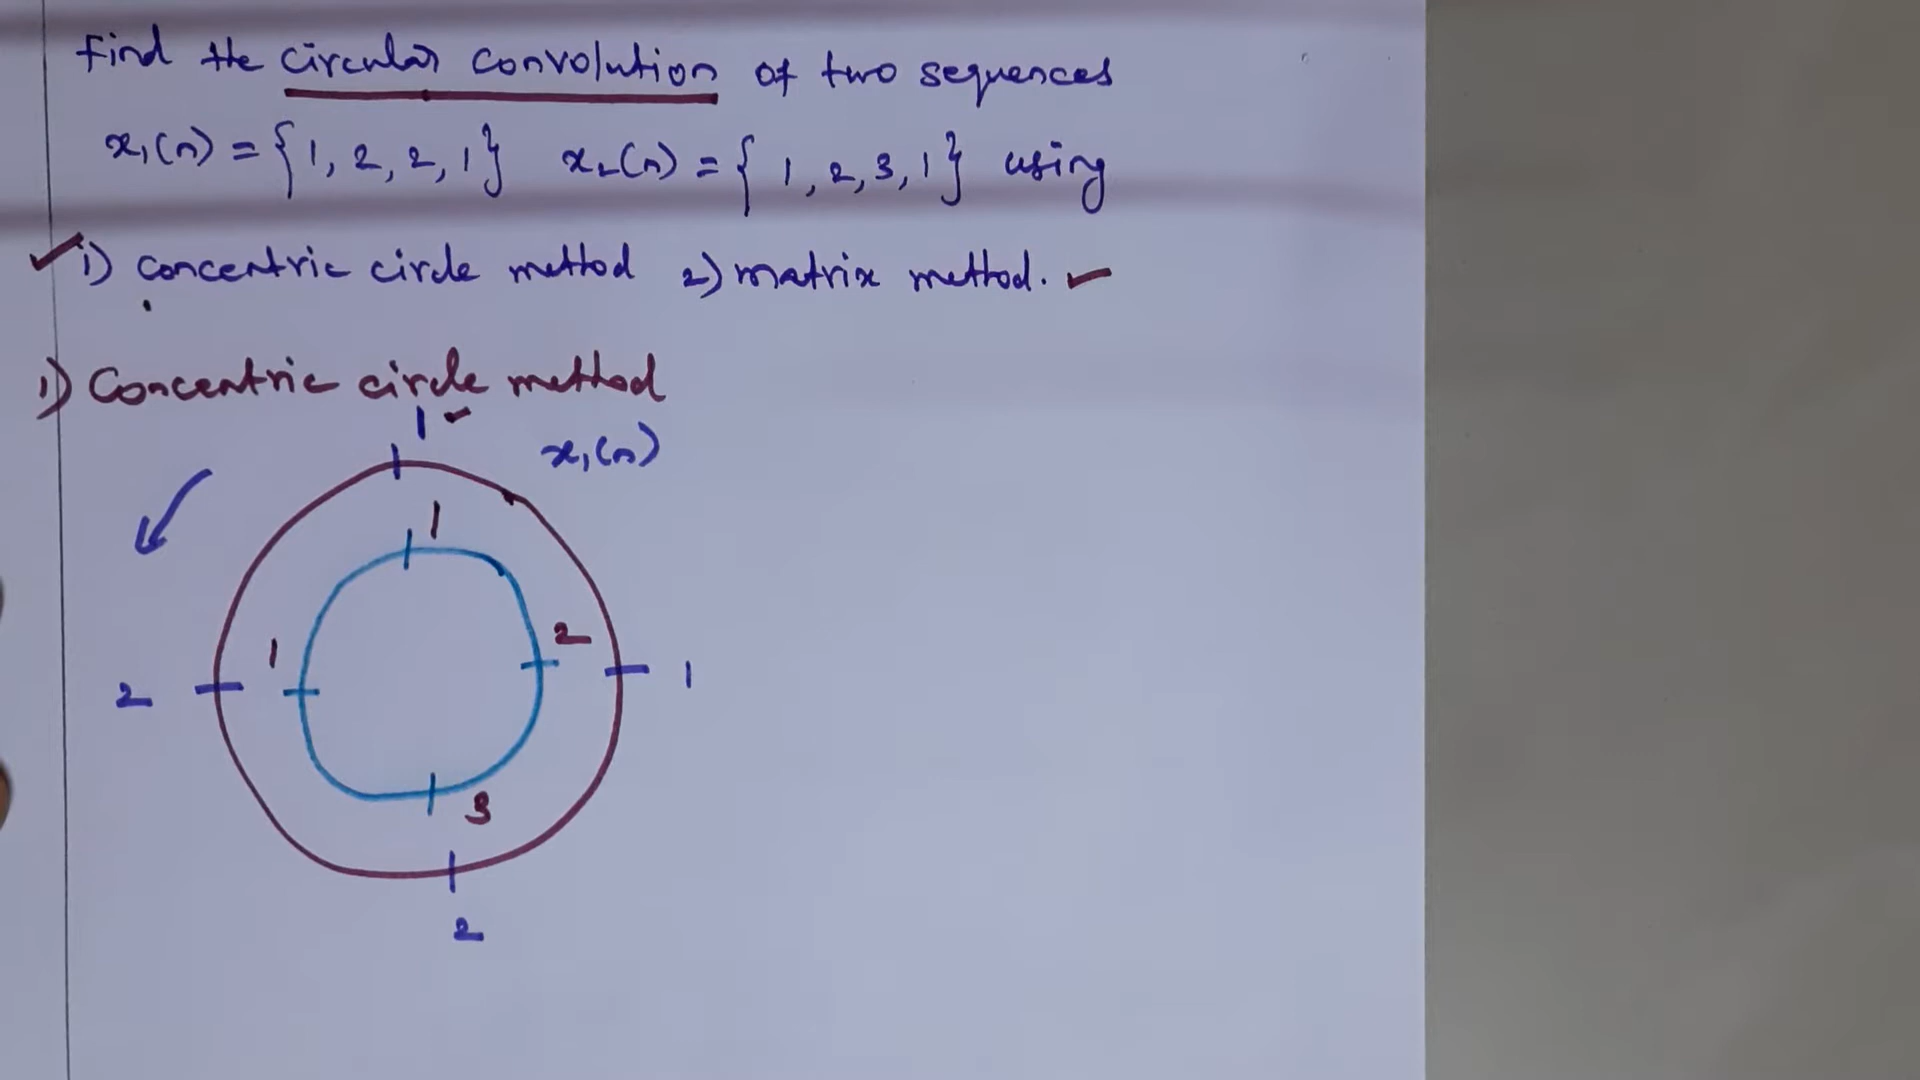 Find the circular convolution of two sequences
x₁(n) = {1, 2, 2, 1} x₂(n) = {1, 2, 3, 1} using
1) concentric circle method 2) matrix method.
1) Concentric circle method
1
x₁(n)
1
1
2
2
1
3
2